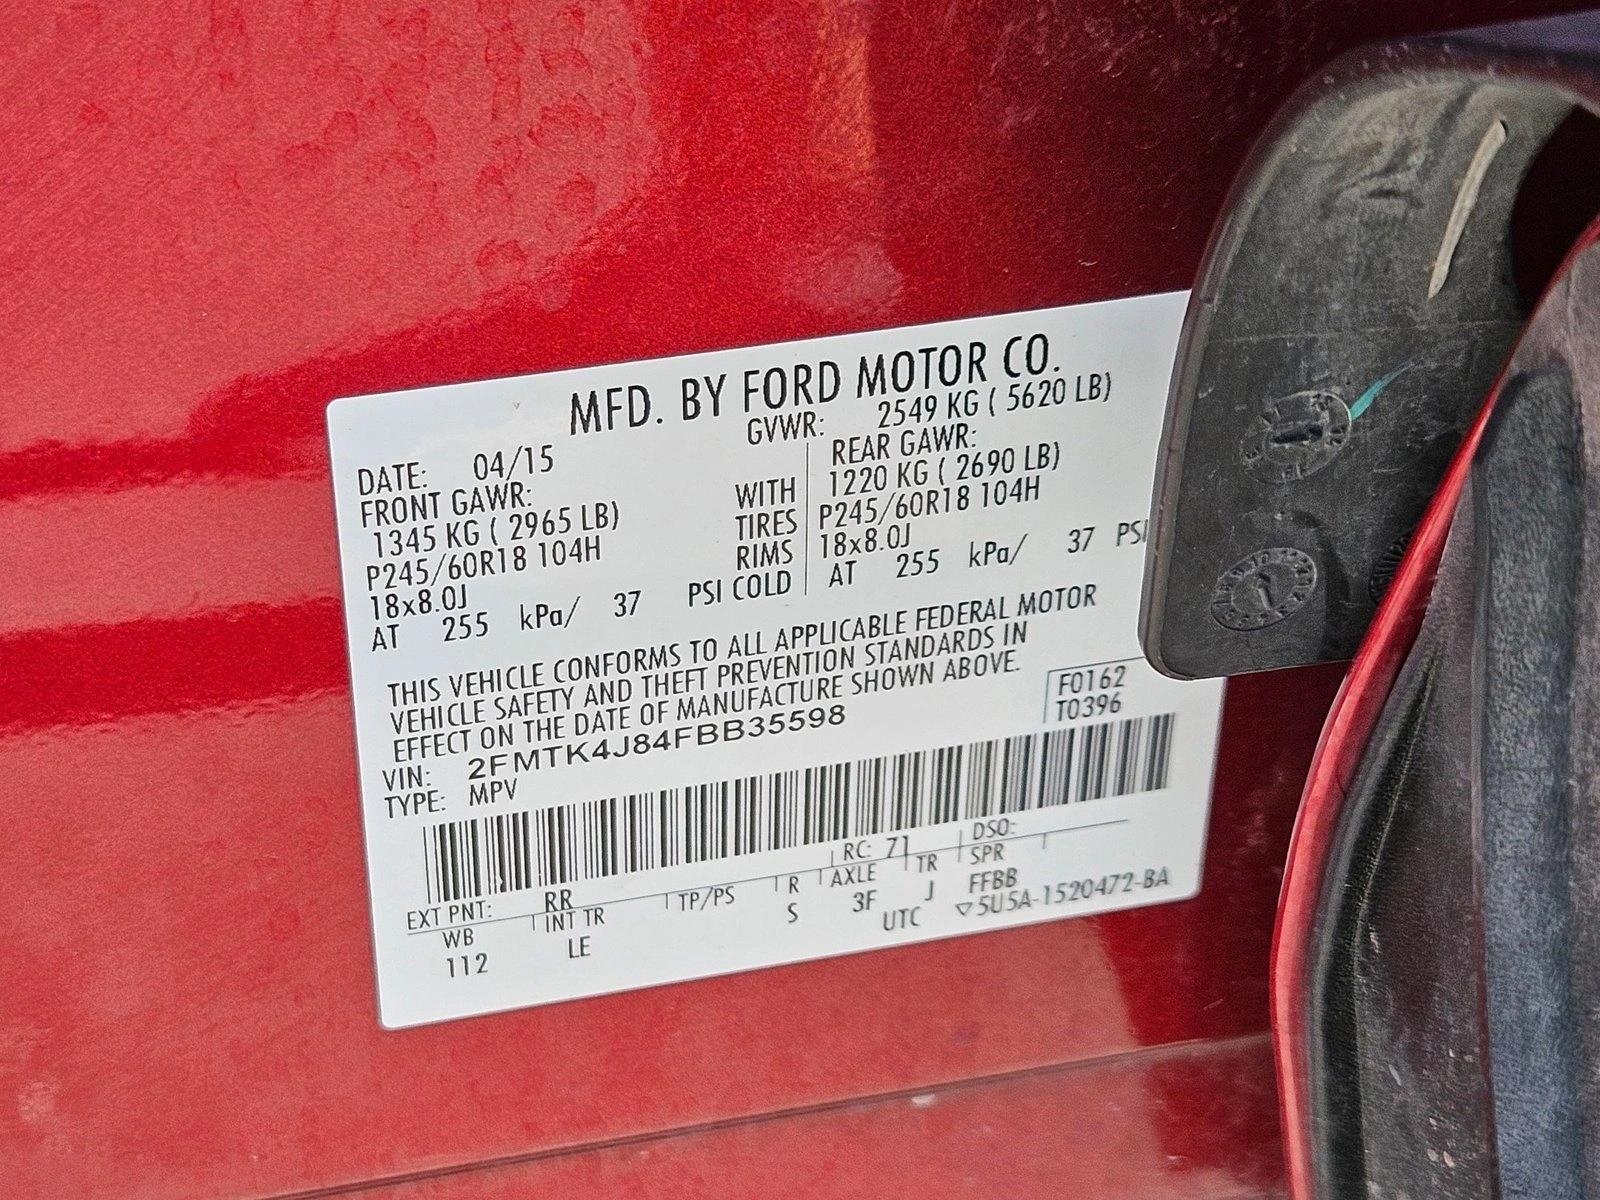 MFD. BY FORD MOTOR CO.
DATE: 04/15 GVWR: 2549 KG ( 5620 LB)
FRONT GAWR: REAR GAWR:
1345 KG ( 2965 LB) WITH 1220 KG ( 2690 LB)
P245/60R18 104H TIRES P245/60R18 104H
18x8.0J RIMS 18x8.0J
AT 255 kPa/ 37 PSI COLD AT 255 kPa/ 37 PSI
THIS VEHICLE CONFORMS TO ALL APPLICABLE FEDERAL MOTOR
VEHICLE SAFETY AND THEFT PREVENTION STANDARDS IN
EFFECT ON THE DATE OF MANUFACTURE SHOWN ABOVE.
F0162
T0396
VIN: 2FMTK4J84FBB35598
TYPE: MPV
EXT PNT: RR RC: 71 DSO:
WB INT TR TP/PS R AXLE TR SPR
112 LE S 3F J FFBB
UTC ▽5U5A-1520472-BA